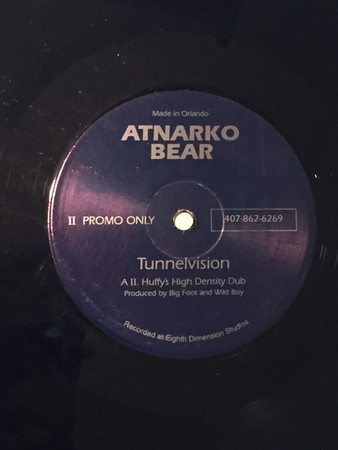 Made in Orlando
ATNARKO
BEAR
II PROMO ONLY
407-862-6269
Tunnelvision
A II. Huffy's High Density Dub
Produced by Big Foot and Wild Boy
Recorded at Eighth Dimension Studios